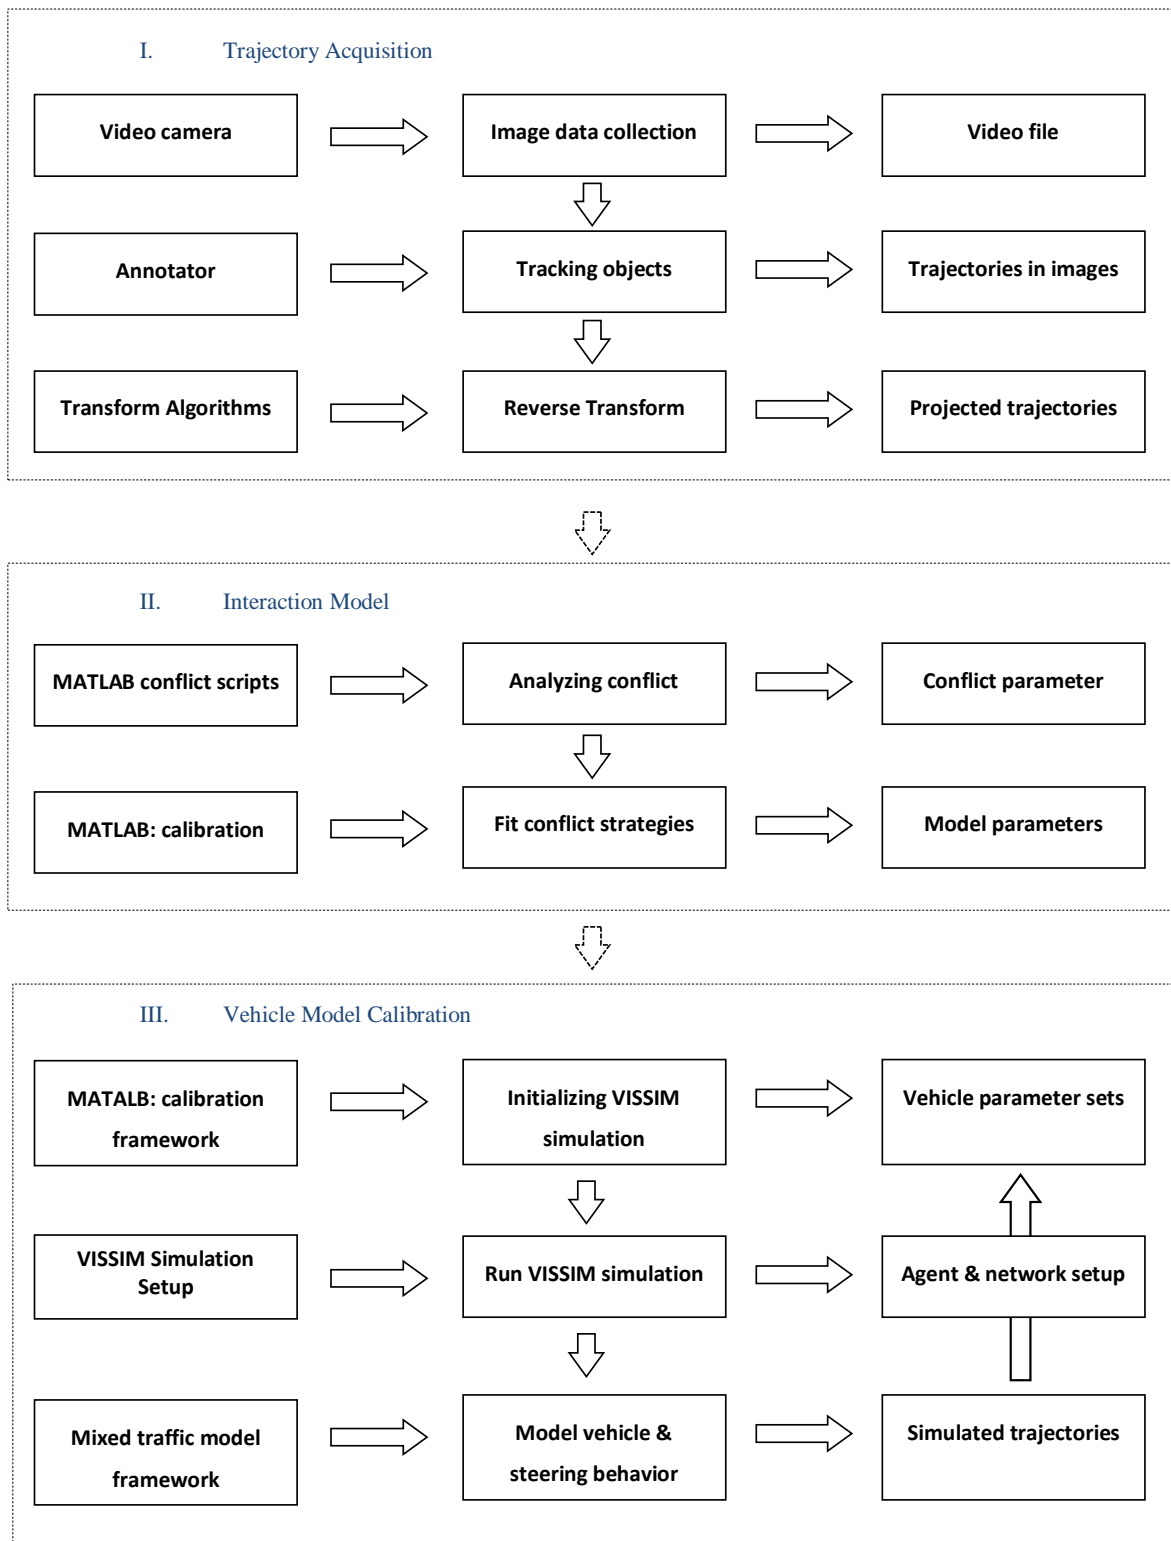 I. Trajectory Acquisition
Video camera
Image data collection
Video file
Annotator
Tracking objects
Trajectories in images
Transform Algorithms
Reverse Transform
Projected trajectories
II. Interaction Model
MATLAB conflict scripts
Analyzing conflict
Conflict parameter
MATLAB: calibration
Fit conflict strategies
Model parameters
III. Vehicle Model Calibration
MATALB: calibration
framework
Initializing VISSIM
simulation
Vehicle parameter sets
VISSIM Simulation
Setup
Run VISSIM simulation
Agent & network setup
Mixed traffic model
framework
Model vehicle &
steering behavior
Simulated trajectories